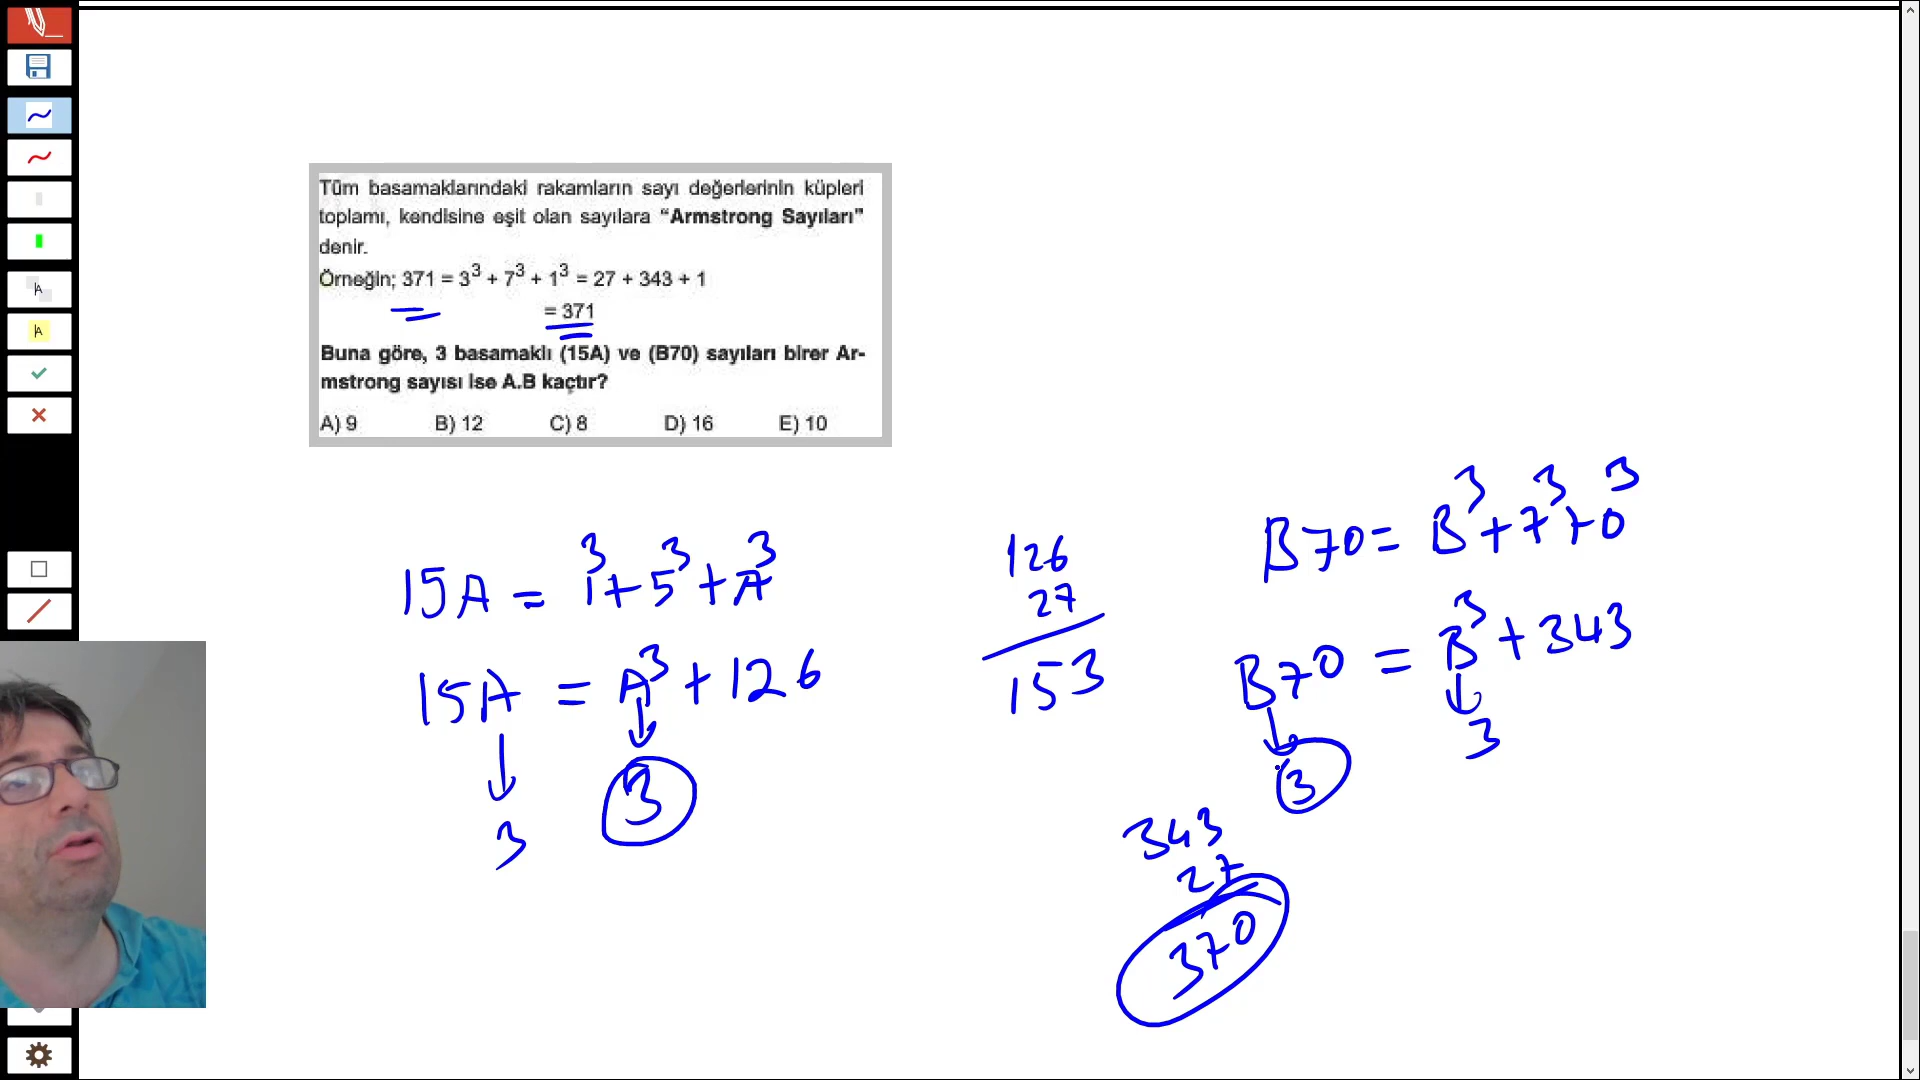 Tüm basamaklarındaki rakamların sayı değerlerinin küpleri
toplamı, kendisine eşit olan sayılara “Armstrong Sayıları”
denir.
Örneğin; 371 = 3³ + 7³ + 1³ = 27 + 343 + 1
= 371
Buna göre, 3 basamaklı (15A) ve (B70) sayıları birer Ar-
mstrong sayısı ise A.B kaçtır?
A) 9 B) 12 C) 8 D) 16 E) 10
15A = 1³ + 5³ + A³
15A = A³ + 126
3 3
126
27
153
B70 = B³ + 7³ + 0³
B70 = B³ + 343
3 3
343
27
370